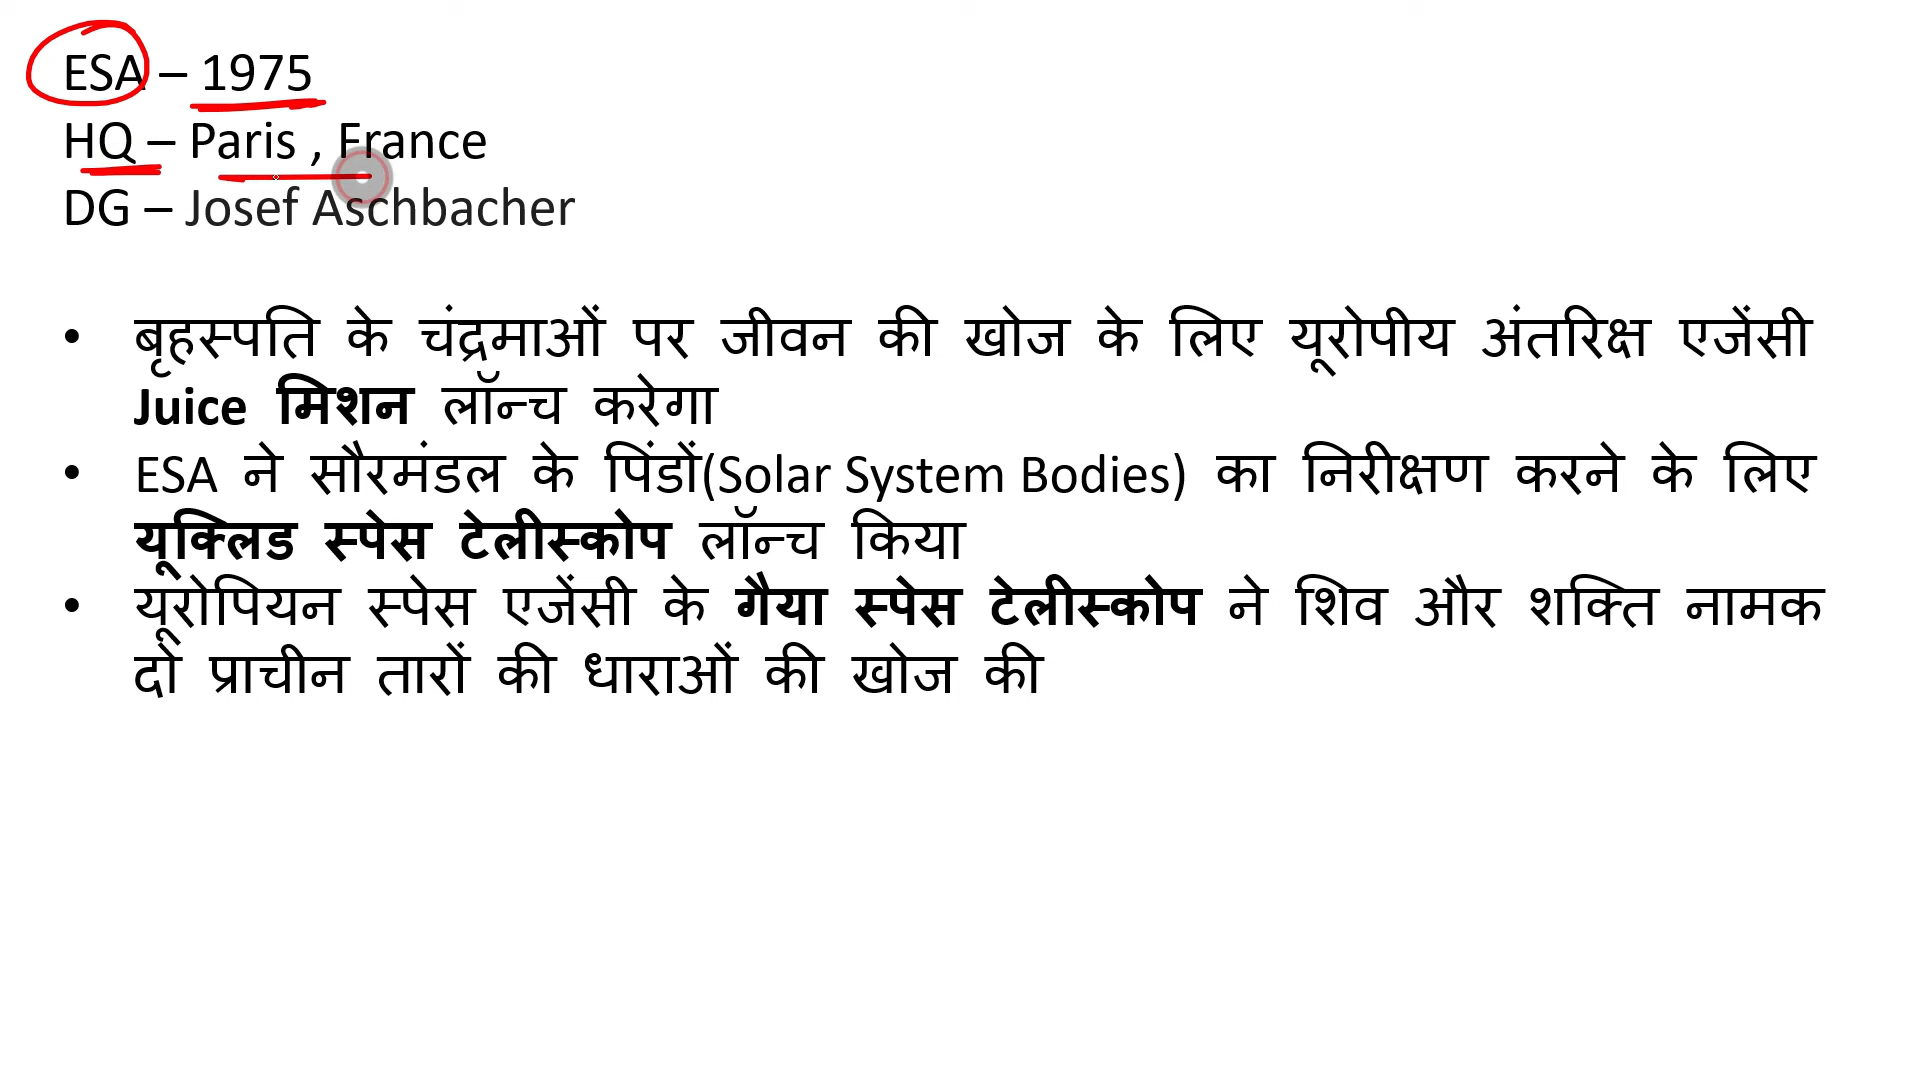 ESA – 1975
HQ – Paris , France
DG – Josef Aschbacher
• बृहस्पति के चंद्रमाओं पर जीवन की खोज के लिए यूरोपीय अंतरिक्ष एजेंसी
Juice मिशन लॉन्च करेगा
• ESA ने सौरमंडल के पिंडों(Solar System Bodies) का निरीक्षण करने के लिए
यूक्लिड स्पेस टेलीस्कोप लॉन्च किया
• यूरोपियन स्पेस एजेंसी के गैया स्पेस टेलीस्कोप ने शिव और शक्ति नामक
दो प्राचीन तारों की धाराओं की खोज की